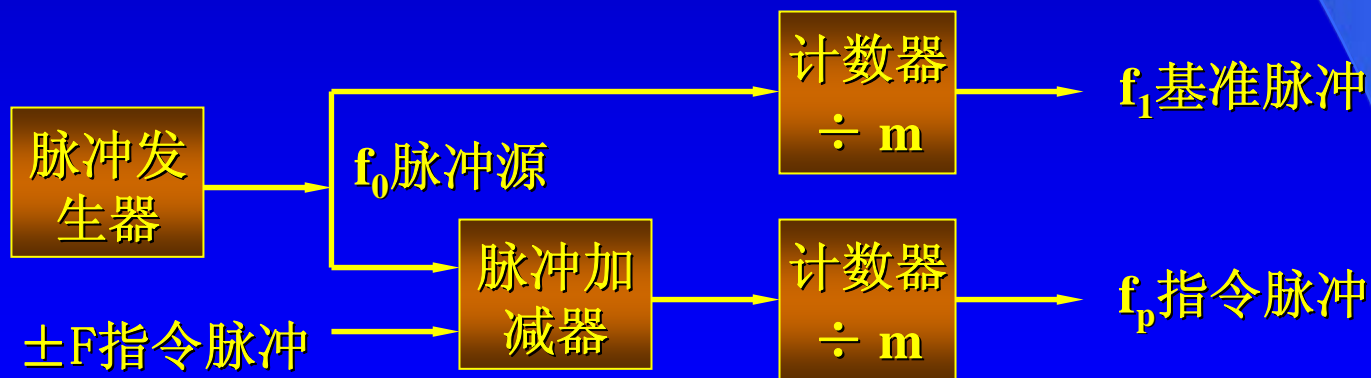 脉冲发
生器
f₀脉冲源
±F指令脉冲
脉冲加
减器
计数器
÷ m
f₁基准脉冲
计数器
÷ m
fₚ指令脉冲